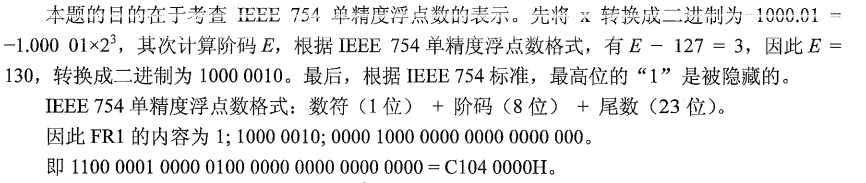 本题的目的在于考查 IEEE 754 单精度浮点数的表示。先将 x 转换成二进制为-1000.01 =
−1.000 01×2³，其次计算阶码 E，根据 IEEE 754 单精度浮点数格式，有 E − 127 = 3，因此 E =
130，转换成二进制为 1000 0010。最后，根据 IEEE 754 标准，最高位的“1”是被隐藏的。
IEEE 754 单精度浮点数格式：数符（1 位） + 阶码（8 位） + 尾数（23 位）。
因此 FR1 的内容为 1; 1000 0010; 0000 1000 0000 0000 0000 000。
即 1100 0001 0000 0100 0000 0000 0000 0000 = C104 0000H。